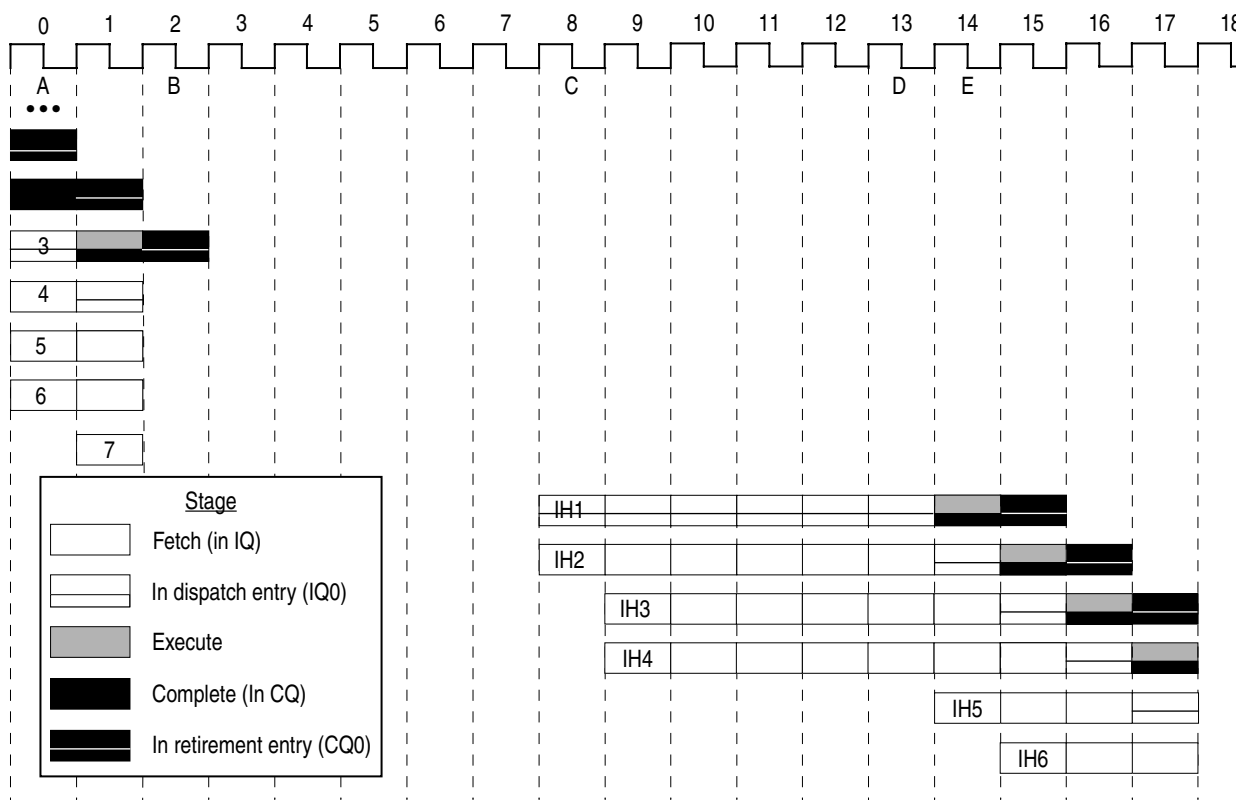 0 1 2 3 4 5 6 7 8 9 10 11 12 13 14 15 16 17 18
A B C D E
•••
3
4
5
6
7
Stage
Fetch (in IQ)
In dispatch entry (IQ0)
Execute
Complete (In CQ)
In retirement entry (CQ0)
IH1
IH2
IH3
IH4
IH5
IH6